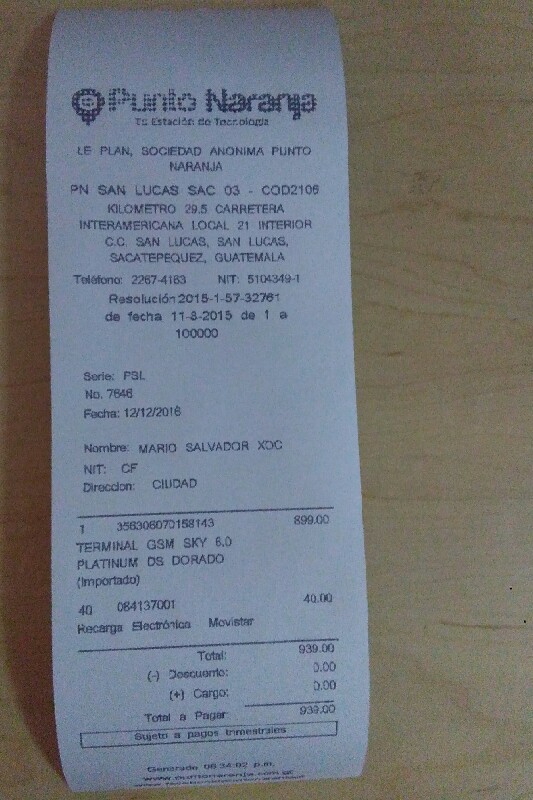 Punto Naranja
Tu Estación de Tecnología
LE PLAN, SOCIEDAD ANONIMA PUNTO
NARANJA
PN SAN LUCAS SAC 03 - COD2106
KILOMETRO 29.5 CARRETERA
INTERAMERICANA LOCAL 21 INTERIOR
C.C. SAN LUCAS, SAN LUCAS,
SACATEPEQUEZ, GUATEMALA
Teléfono: 2267-4163 NIT: 5104349-1
Resolución 2015-1-57-32761
de fecha 11-8-2015 de 1 a
100000
Serie: PSL
No. 7646
Fecha: 12/12/2016
Nombre: MARIO SALVADOR XOC
NIT: CF
Direccion: CIUDAD
1 356306070158143 899.00
TERMINAL GSM SKY 6.0
PLATINUM DS DORADO
(Importado)
40 084137001 40.00
Recarga Electrónica Movistar
Total: 939.00
(-) Descuento: 0.00
(+) Cargo: 0.00
Total a Pagar: 939.00
Sujeto a pagos trimestrales
Generado 06:34:02 p.m.
www.puntonaranja.com.gt